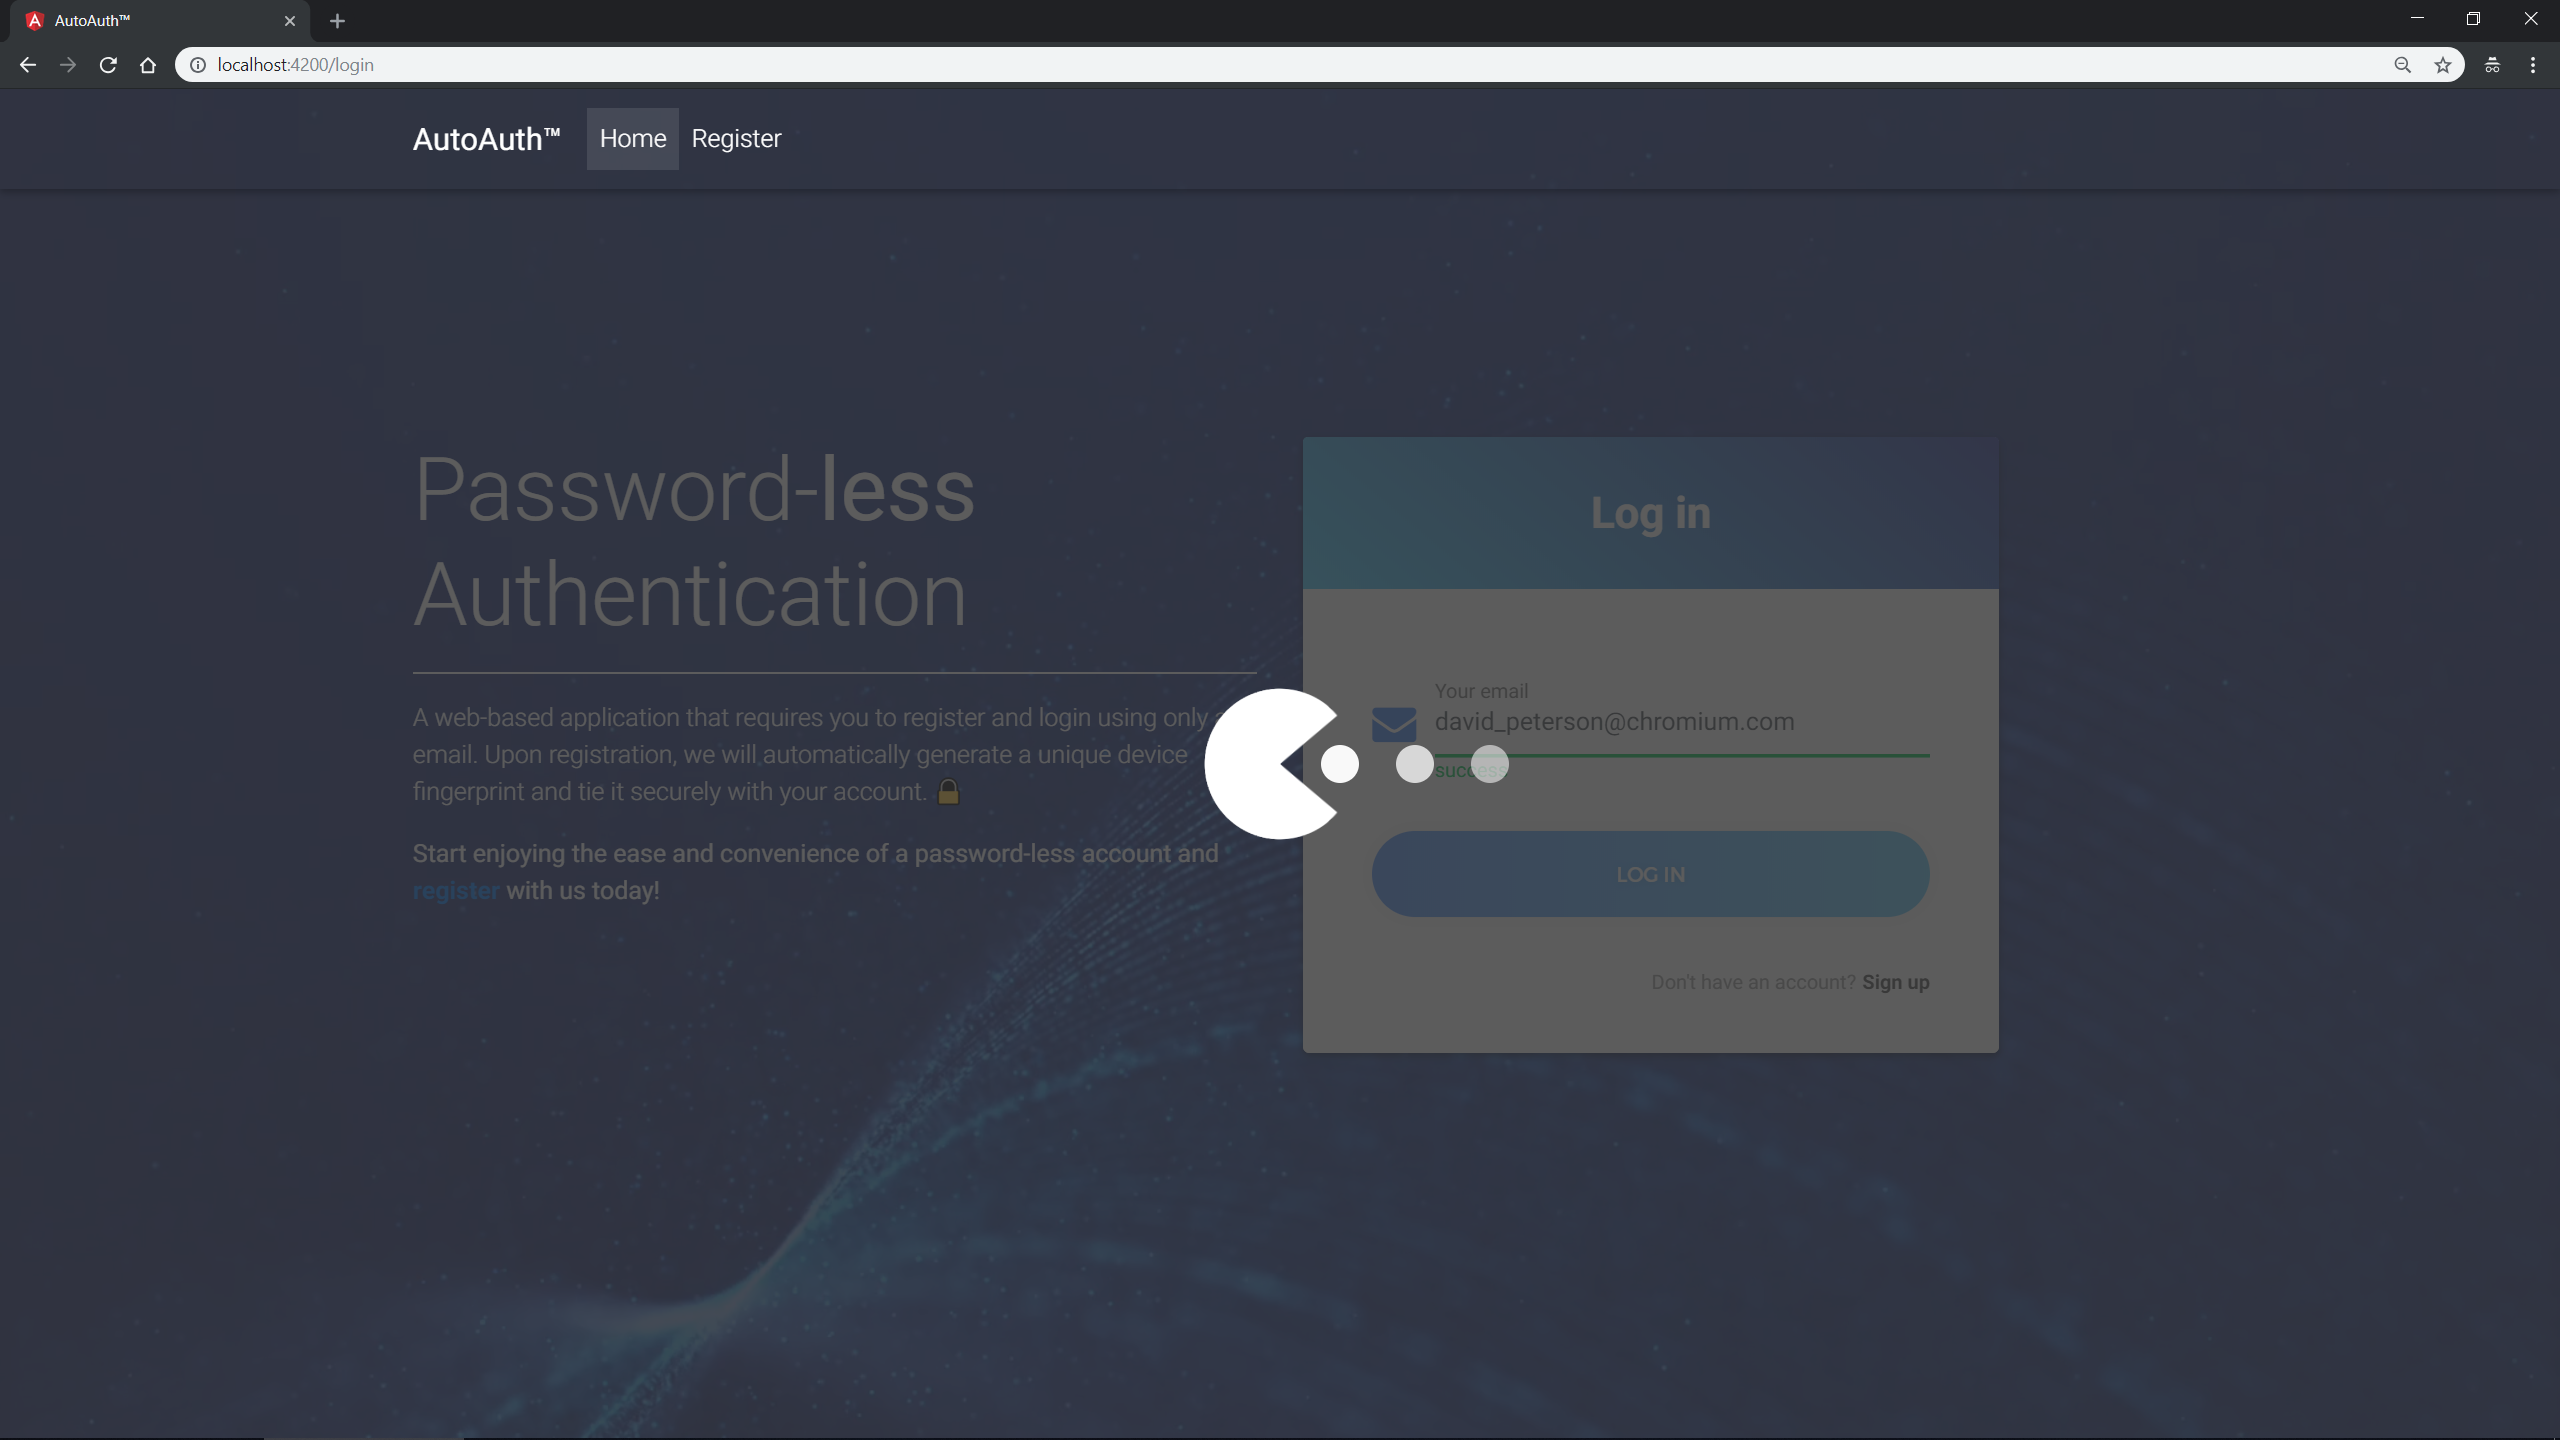 AutoAuth™
localhost:4200/login
AutoAuth™ Home Register
Password-less
Authentication
A web-based application that requires you to register and login using only
email. Upon registration, we will automatically generate a unique device
fingerprint and tie it securely with your account. 🔒
Start enjoying the ease and convenience of a password-less account and
register with us today!
Log in
Your email
david_peterson@chromium.com
success
LOG IN
Don't have an account? Sign up